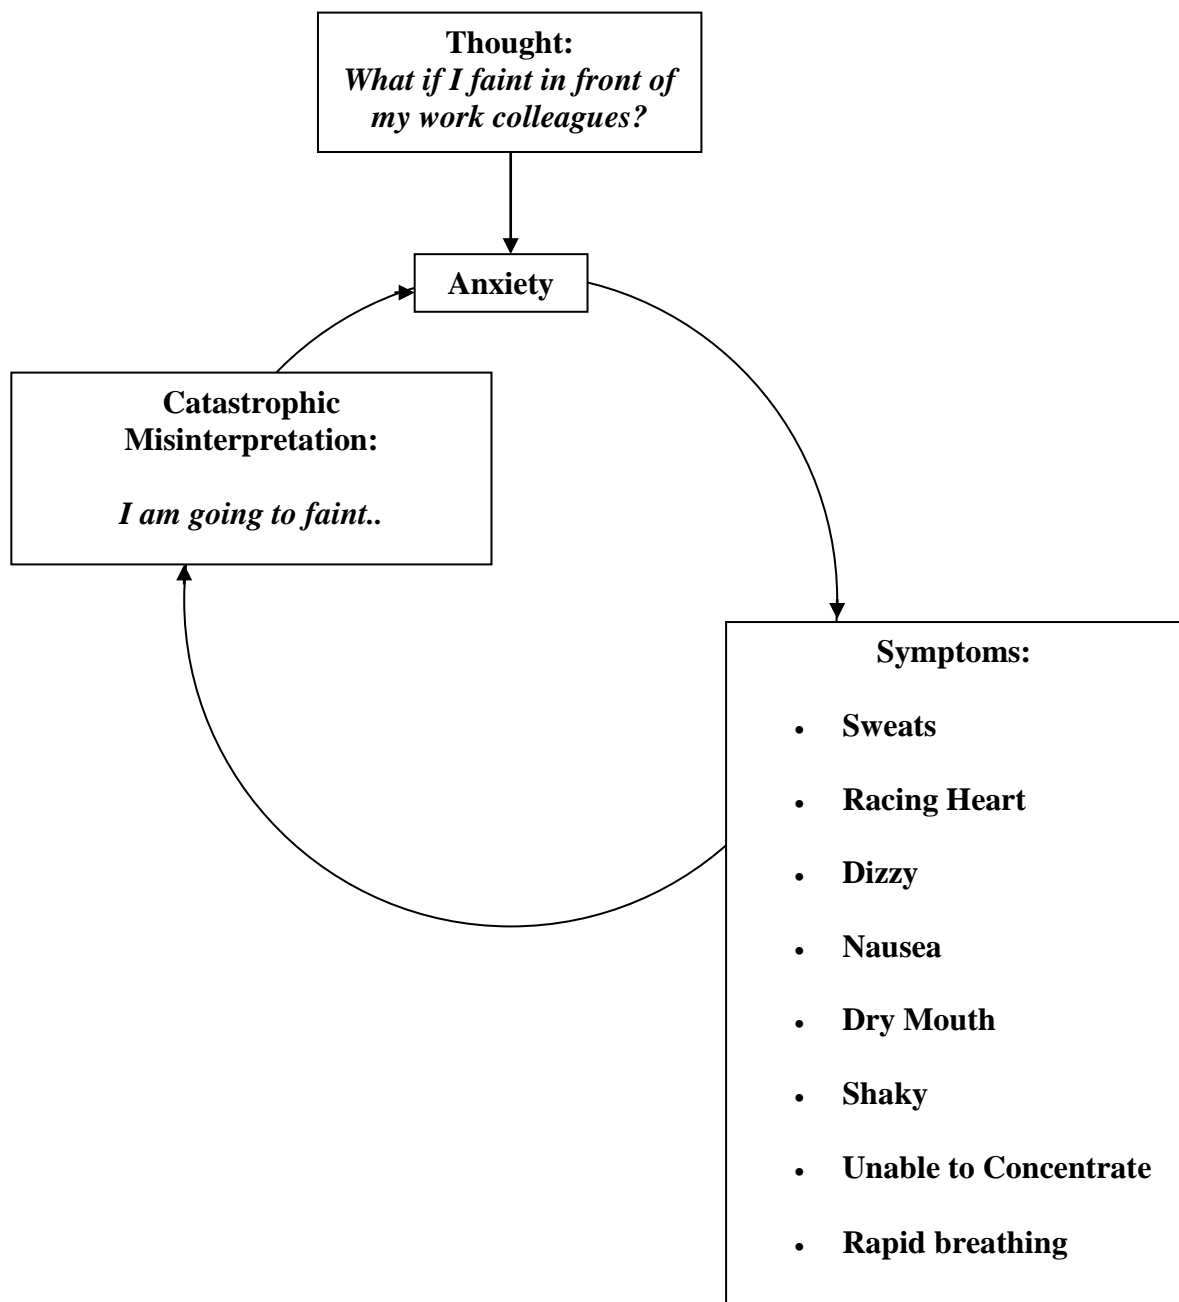 Thought:
What if I faint in front of
my work colleagues?
Anxiety
Catastrophic
Misinterpretation:
I am going to faint..
Symptoms:
• Sweats
• Racing Heart
• Dizzy
• Nausea
• Dry Mouth
• Shaky
• Unable to Concentrate
• Rapid breathing